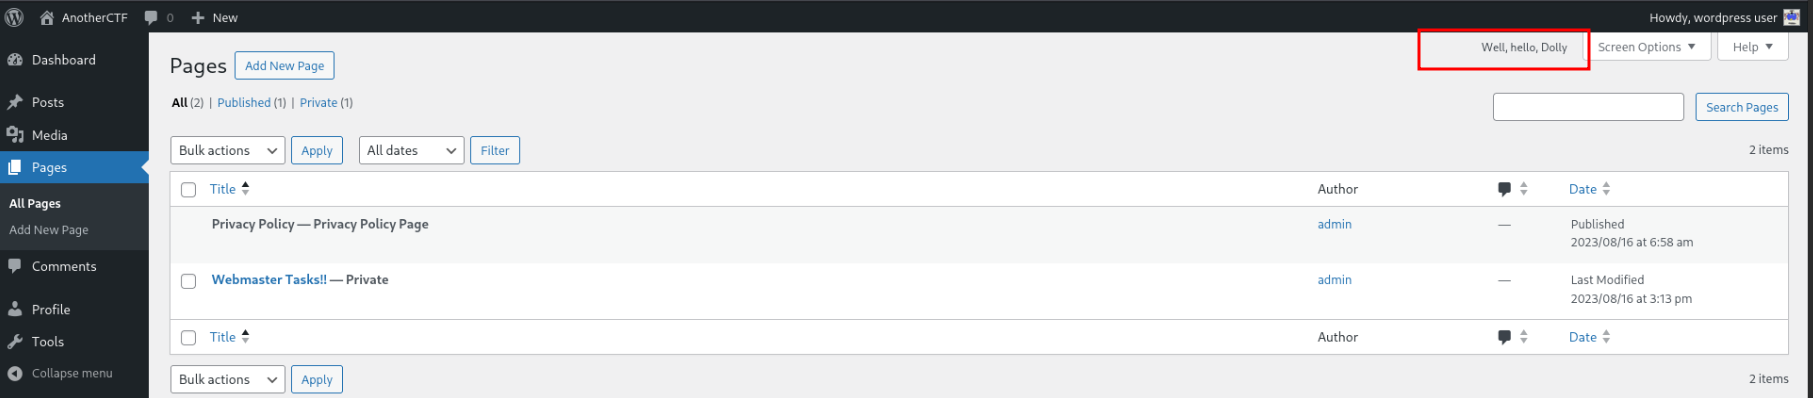 AnotherCTF 0 + New Howdy, wordpress user
Dashboard
Posts
Media
Pages
All Pages
Add New Page
Comments
Profile
Tools
Collapse menu
Well, hello, Dolly Screen Options Help
Pages Add New Page
All (2) | Published (1) | Private (1)
Search Pages
Bulk actions Apply All dates Filter 2 items
Title Author Date
Privacy Policy — Privacy Policy Page admin — Published
2023/08/16 at 6:58 am
Webmaster Tasks!! — Private admin — Last Modified
2023/08/16 at 3:13 pm
Title Author Date
Bulk actions Apply 2 items